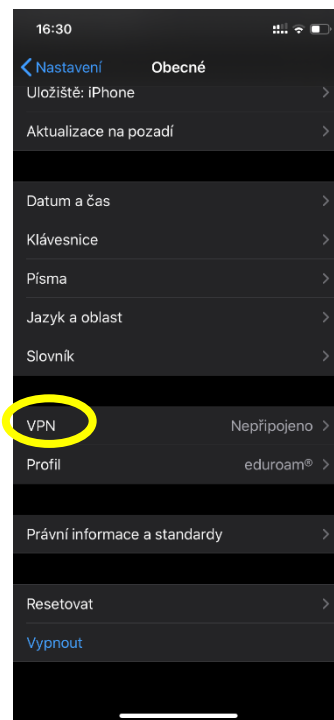 16:30
Nastavení Obecné
Uložiště: iPhone
Aktualizace na pozadí
Datum a čas
Klávesnice
Písma
Jazyk a oblast
Slovník
VPN Nepřipojeno
Profil eduroam®
Právní informace a standardy
Resetovat
Vypnout